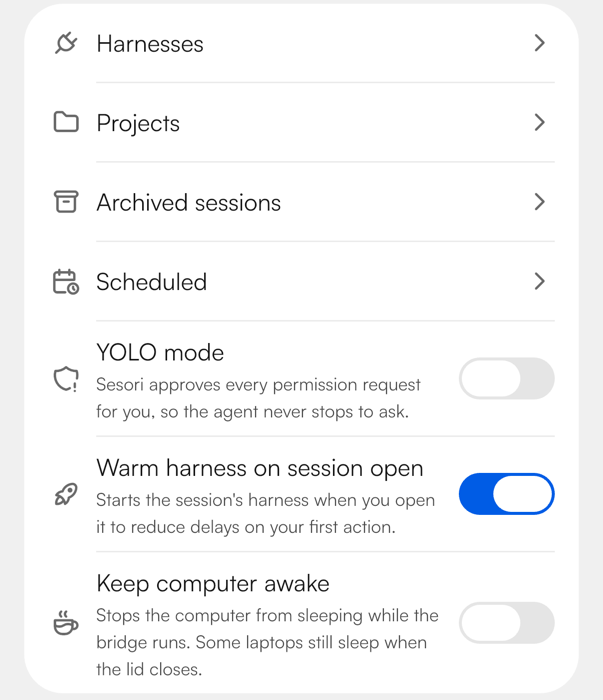 Harnesses
Projects
Archived sessions
Scheduled
YOLO mode
Sesori approves every permission request
for you, so the agent never stops to ask.
Warm harness on session open
Starts the session's harness when you open
it to reduce delays on your first action.
Keep computer awake
Stops the computer from sleeping while the
bridge runs. Some laptops still sleep when
the lid closes.